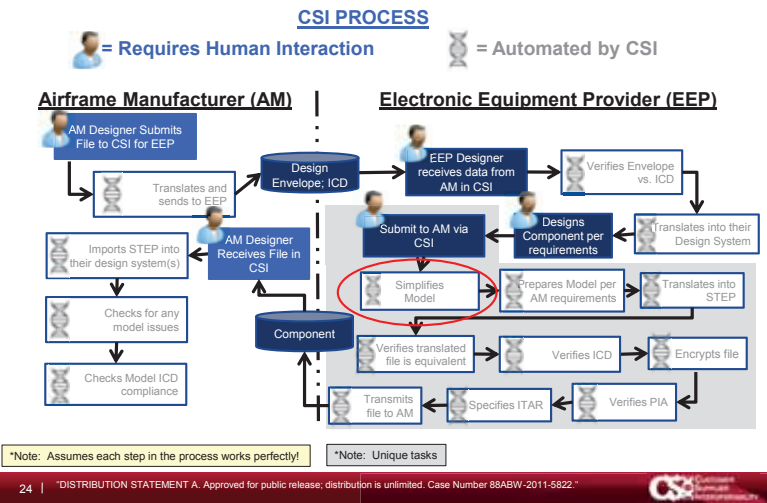 CSI PROCESS
= Requires Human Interaction
= Automated by CSI
Airframe Manufacturer (AM)
Electronic Equipment Provider (EEP)
AM Designer Submits
File to CSI for EEP
Translates and
sends to EEP
Design
Envelope; ICD
EEP Designer
receives data from
AM in CSI
Verifies Envelope
vs. ICD
Translates into their
Design System
Designs
Component per
requirements
Submit to AM via
CSI
Simplifies
Model
Prepares Model per
AM requirements
Translates into
STEP
Verifies translated
file is equivalent
Verifies ICD
Encrypts file
Verifies PIA
Specifies ITAR
Transmits
file to AM
Component
AM Designer
Receives File in
CSI
Imports STEP into
their design system(s)
Checks for any
model issues
Checks Model ICD
compliance
*Note: Assumes each step in the process works perfectly!
*Note: Unique tasks
24 | "DISTRIBUTION STATEMENT A. Approved for public release; distribution is unlimited. Case Number 88ABW-2011-5822."
CSI
CUSTOMER
SUPPLIER
INTEROPERABILITY